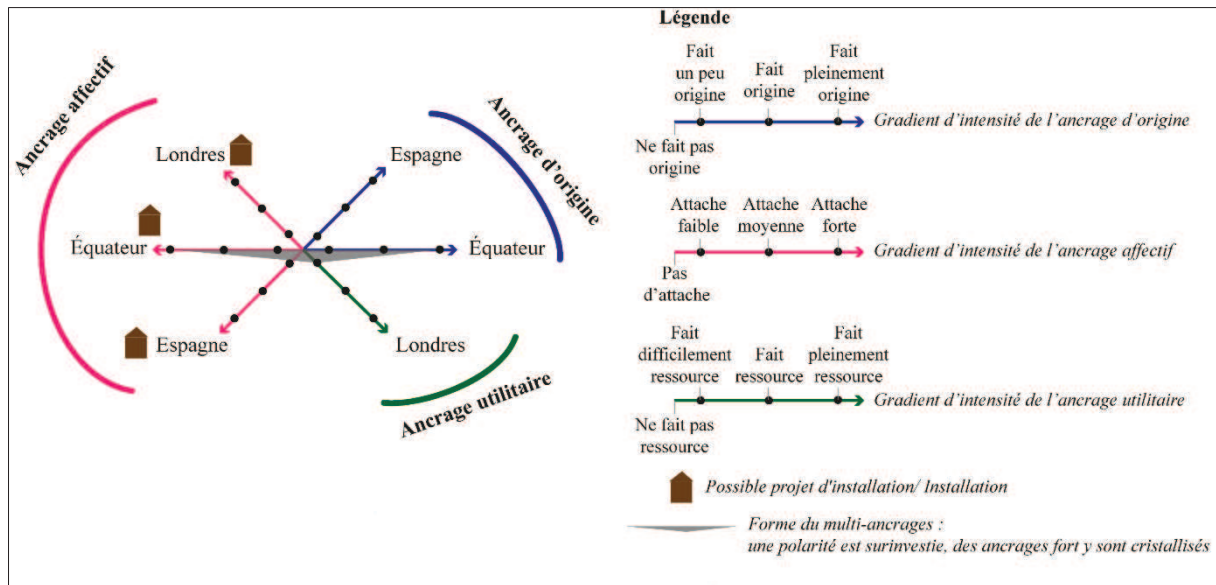 Ancrage affectif
Londres
Espagne
Ancrage d'origine
Équateur
Équateur
Espagne
Londres
Ancrage utilitaire
Légende
Fait
un peu
origine
Fait
origine
Fait
pleinement
origine
Gradient d'intensité de l'ancrage d'origine
Ne fait pas
origine
Attache
faible
Attache
moyenne
Attache
forte
Gradient d'intensité de l'ancrage affectif
Pas
d'attache
Fait
difficilement
ressource
Fait
ressource
Fait
pleinement
ressource
Gradient d'intensité de l'ancrage utilitaire
Ne fait pas
ressource
Possible projet d'installation/ Installation
Forme du multi-ancrages :
une polarité est surinvestie, des ancrages fort y sont cristallisés